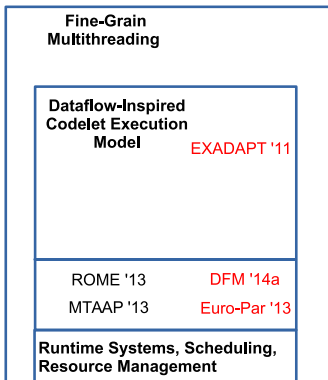 Fine-Grain
Multithreading
Dataflow-Inspired
Codelet Execution
Model
EXADAPT '11
ROME '13
DFM '14a
MTAAP '13
Euro-Par '13
Runtime Systems, Scheduling,
Resource Management